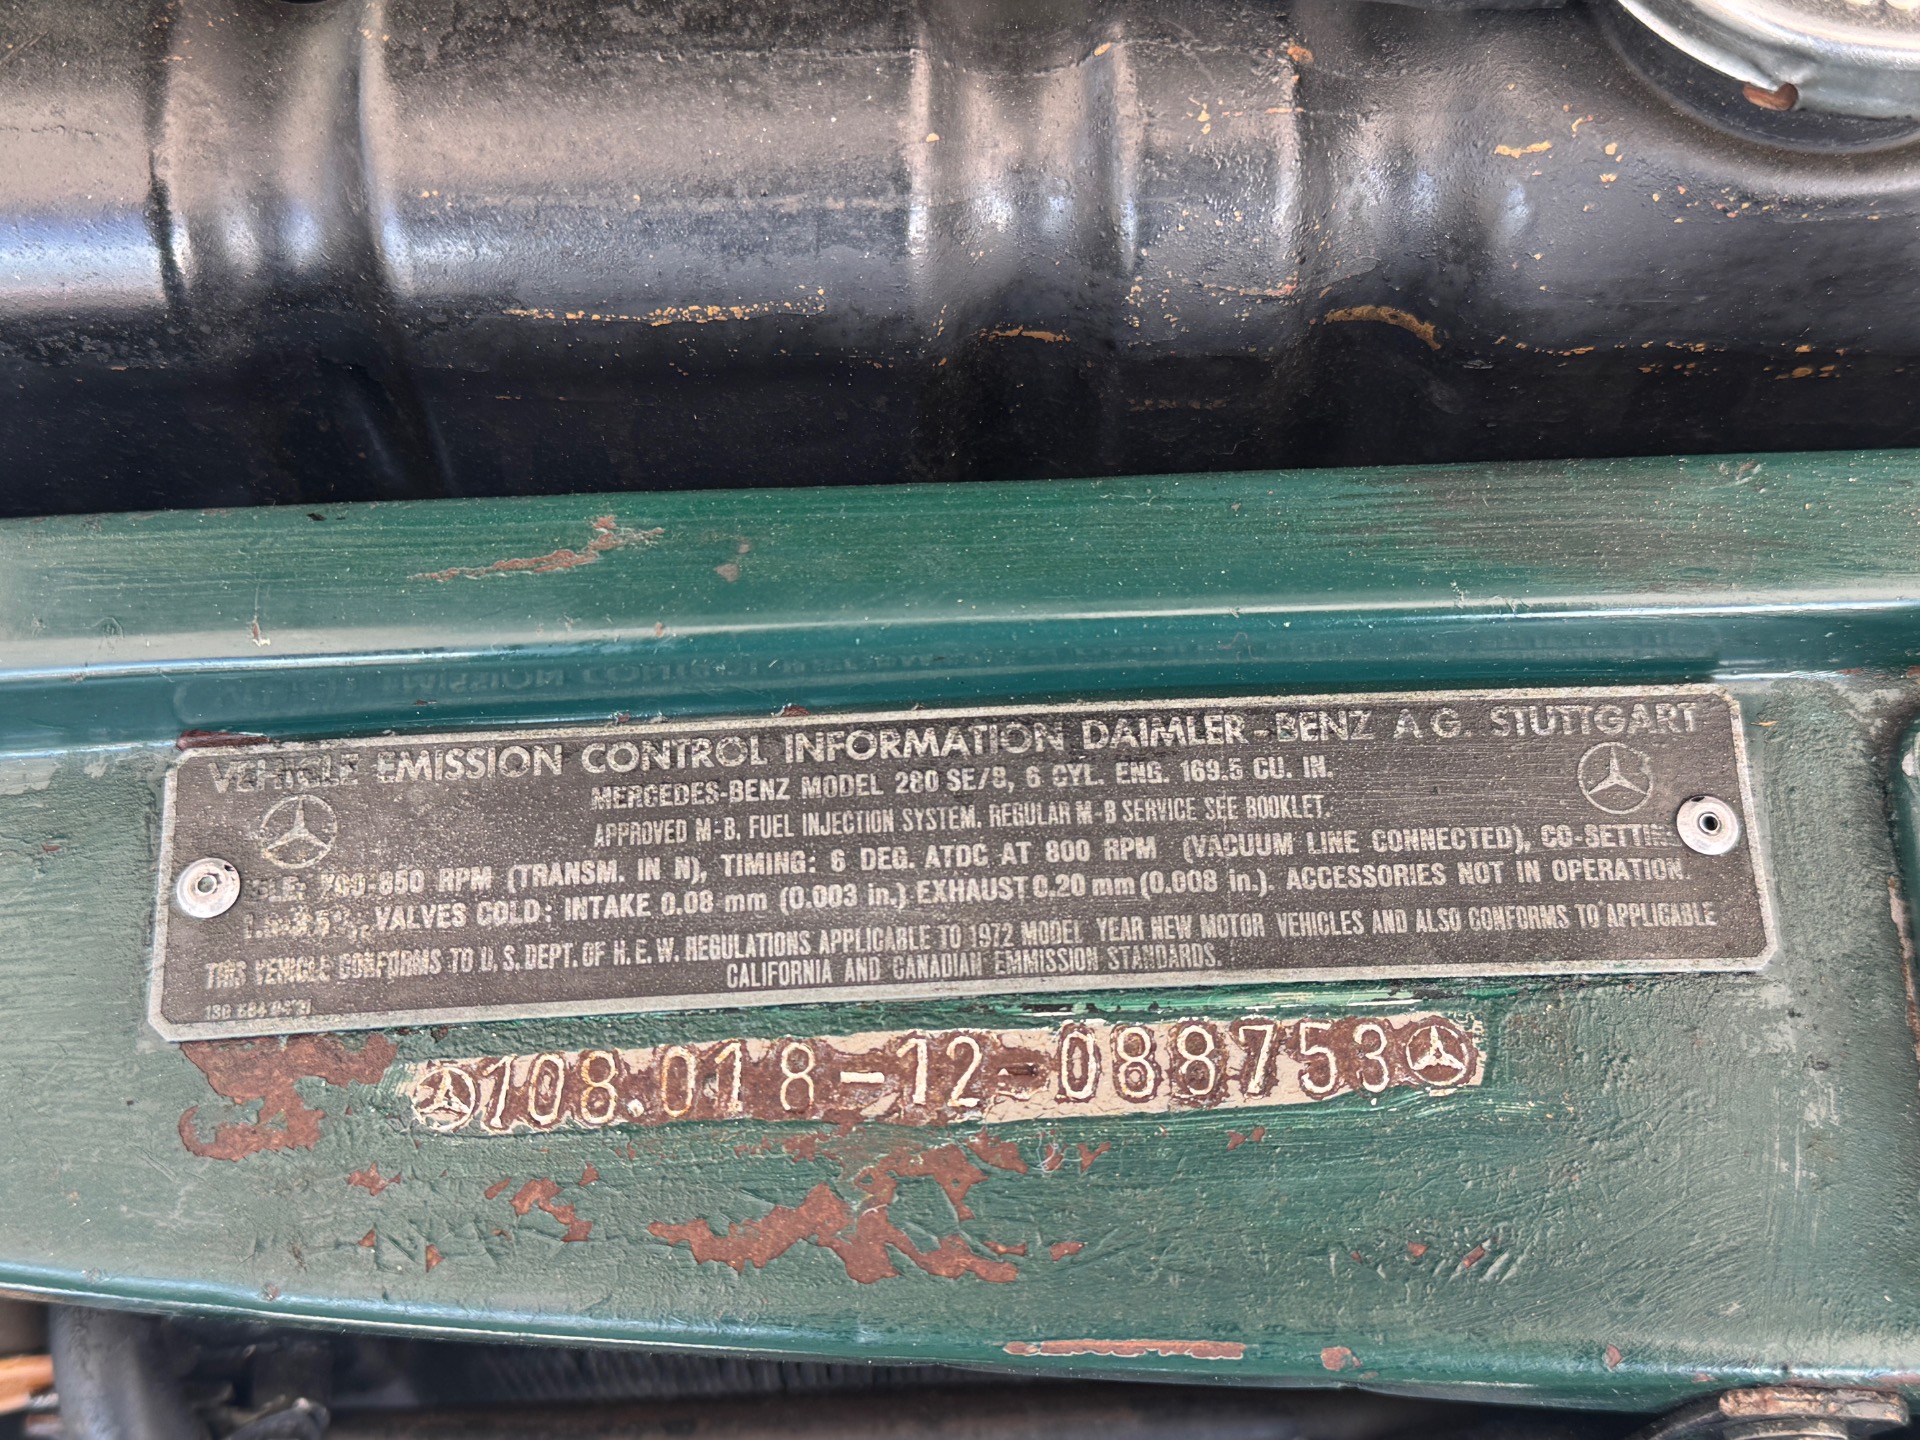 VEHICLE EMISSION CONTROL INFORMATION DAIMLER-BENZ A G. STUTTGART
MERCEDES-BENZ MODEL 280 SE/8, 6 CYL. ENG. 169.5 CU. IN.
APPROVED M-B. FUEL INJECTION SYSTEM. REGULAR M-B SERVICE SEE BOOKLET.
700-850 RPM (TRANSM. IN N), TIMING: 6 DEG. ATDC AT 800 RPM (VACUUM LINE CONNECTED), CO-SETTIN
VALVES COLD: INTAKE 0.08 mm (0.003 in.) EXHAUST 0.20 mm (0.008 in.). ACCESSORIES NOT IN OPERATION.
THIS VEHICLE CONFORMS TO U.S. DEPT. OF H.E.W. REGULATIONS APPLICABLE TO 1972 MODEL YEAR NEW MOTOR VEHICLES AND ALSO CONFORMS TO APPLICABLE
CALIFORNIA AND CANADIAN EMMISSION STANDARDS.
108.018-12-088753